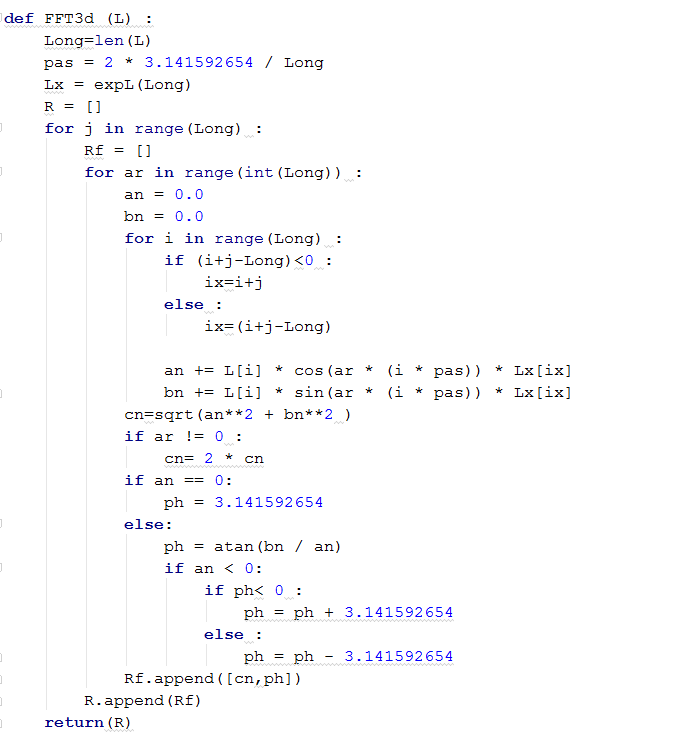 def FFT3d (L) :
    Long=len(L)
    pas = 2 * 3.141592654 / Long
    Lx = expL(Long)
    R = []
    for j in range(Long) :
        Rf = []
        for ar in range(int(Long)) :
            an = 0.0
            bn = 0.0
            for i in range(Long) :
                if (i+j-Long)<0 :
                    ix=i+j
                else :
                    ix=(i+j-Long)

                an += L[i] * cos(ar * (i * pas)) * Lx[ix]
                bn += L[i] * sin(ar * (i * pas)) * Lx[ix]
            cn=sqrt(an**2 + bn**2 )
            if ar != 0 :
                cn= 2 * cn
            if an == 0:
                ph = 3.141592654
            else:
                ph = atan(bn / an)
                if an < 0:
                    if ph< 0 :
                        ph = ph + 3.141592654
                    else :
                        ph = ph - 3.141592654
            Rf.append([cn,ph])
        R.append(Rf)
    return(R)